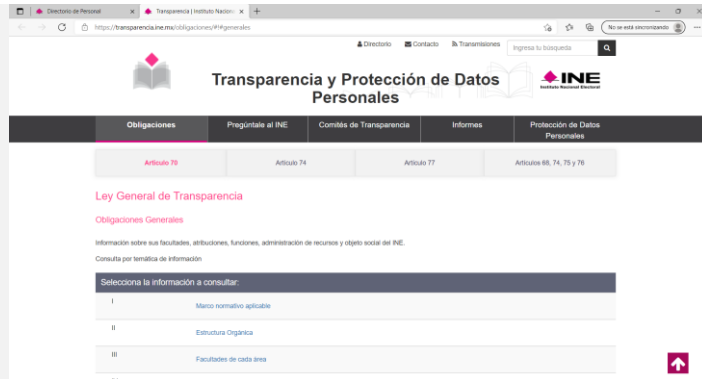 Directorio de Personal
Transparencia | Instituto Nacion
https://transparencia.ine.mx/obligaciones/#!#generales
No se está sincronizando
Directorio
Contacto
Transmisiones
Ingresa tu búsqueda
Transparencia y Protección de Datos
Personales
INE
Instituto Nacional Electoral
Obligaciones
Pregúntale al INE
Comités de Transparencia
Informes
Protección de Datos
Personales
Artículo 70
Artículo 74
Artículo 77
Artículos 68, 74, 75 y 76
Ley General de Transparencia
Obligaciones Generales
Información sobre sus facultades, atribuciones, funciones, administración de recursos y objeto social del INE.
Consulta por temática de información
Selecciona la información a consultar:
I
Marco normativo aplicable
II
Estructura Orgánica
III
Facultades de cada área